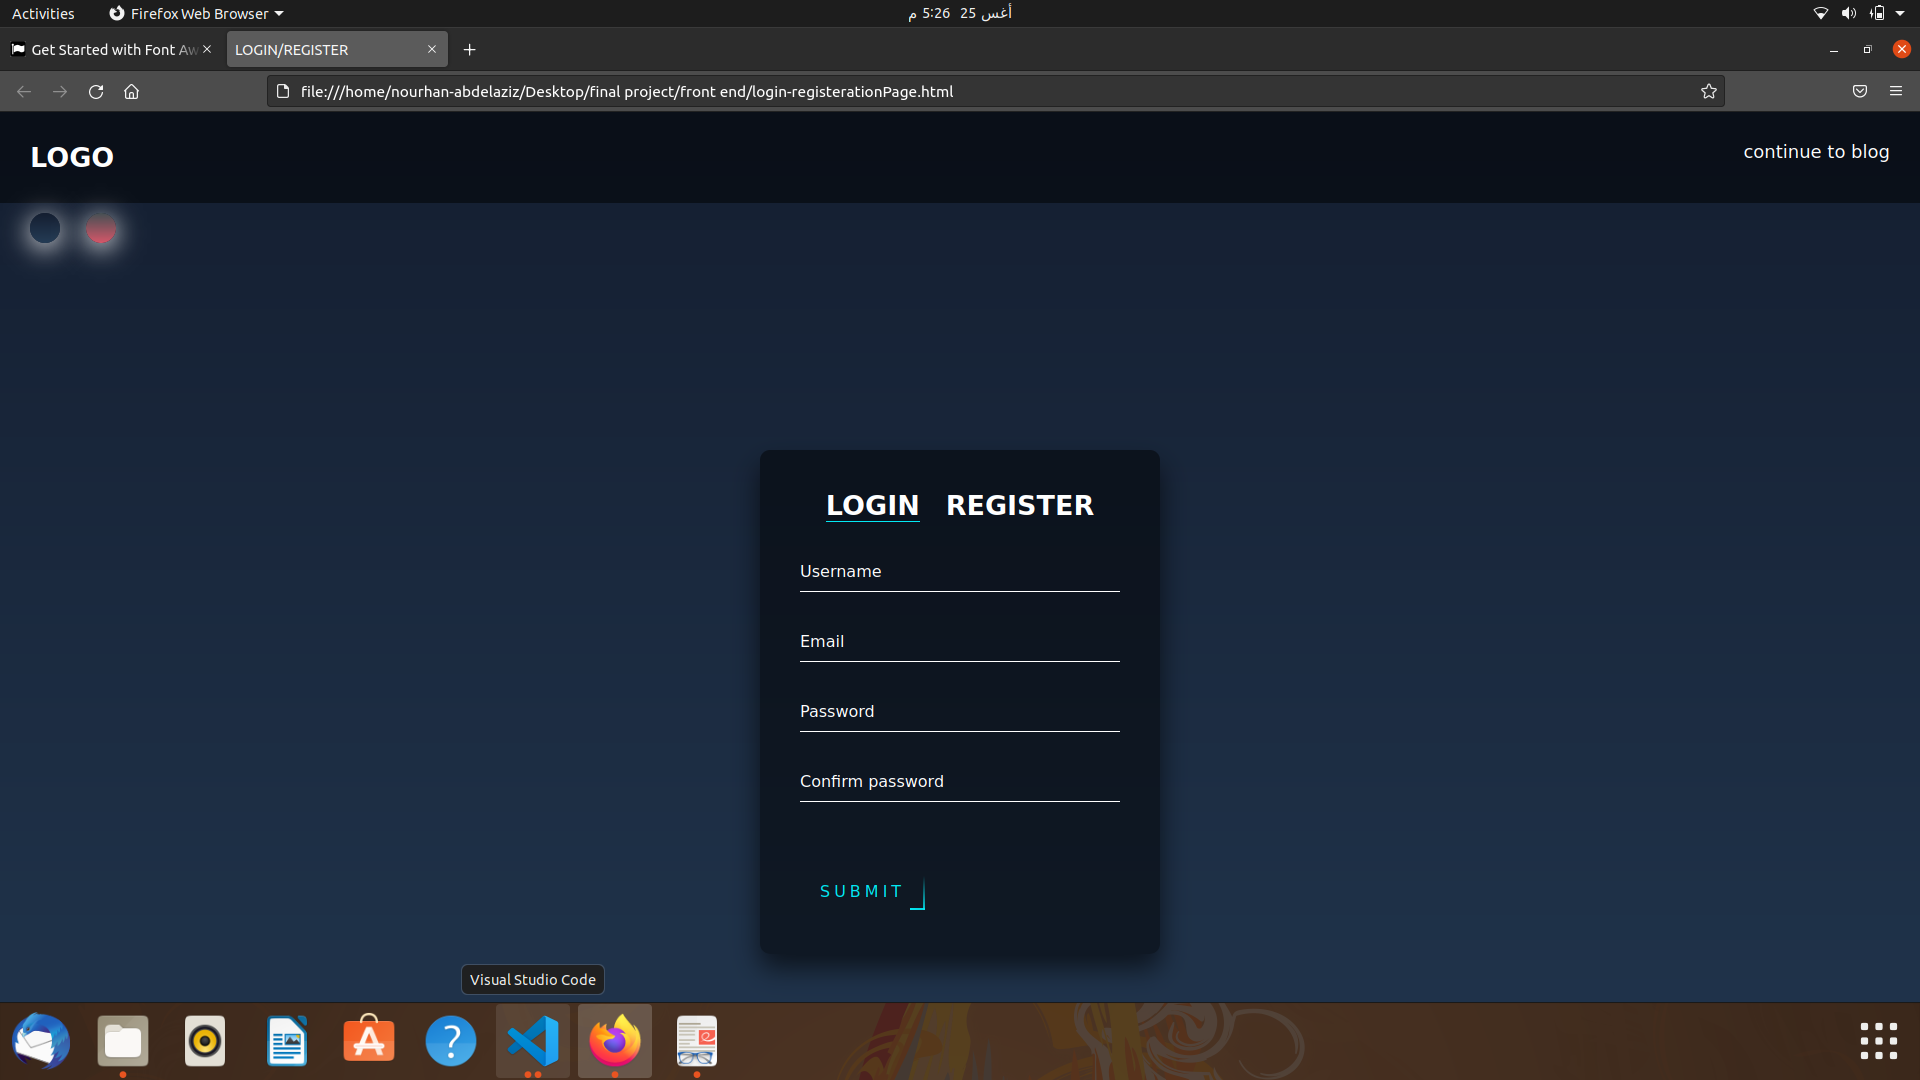 Activities
Firefox Web Browser
أغس 25 5:26 م
Get Started with Font Aw
LOGIN/REGISTER
file:///home/nourhan-abdelaziz/Desktop/final project/front end/login-registerationPage.html
LOGO
continue to blog
LOGIN REGISTER
Username
Email
Password
Confirm password
SUBMIT
Visual Studio Code